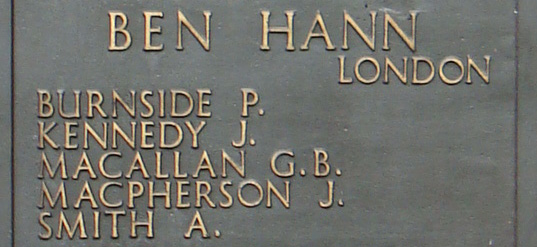 BEN HANN
LONDON
BURNSIDE P.
KENNEDY J.
MACALLAN G.B.
MACPHERSON J.
SMITH A.